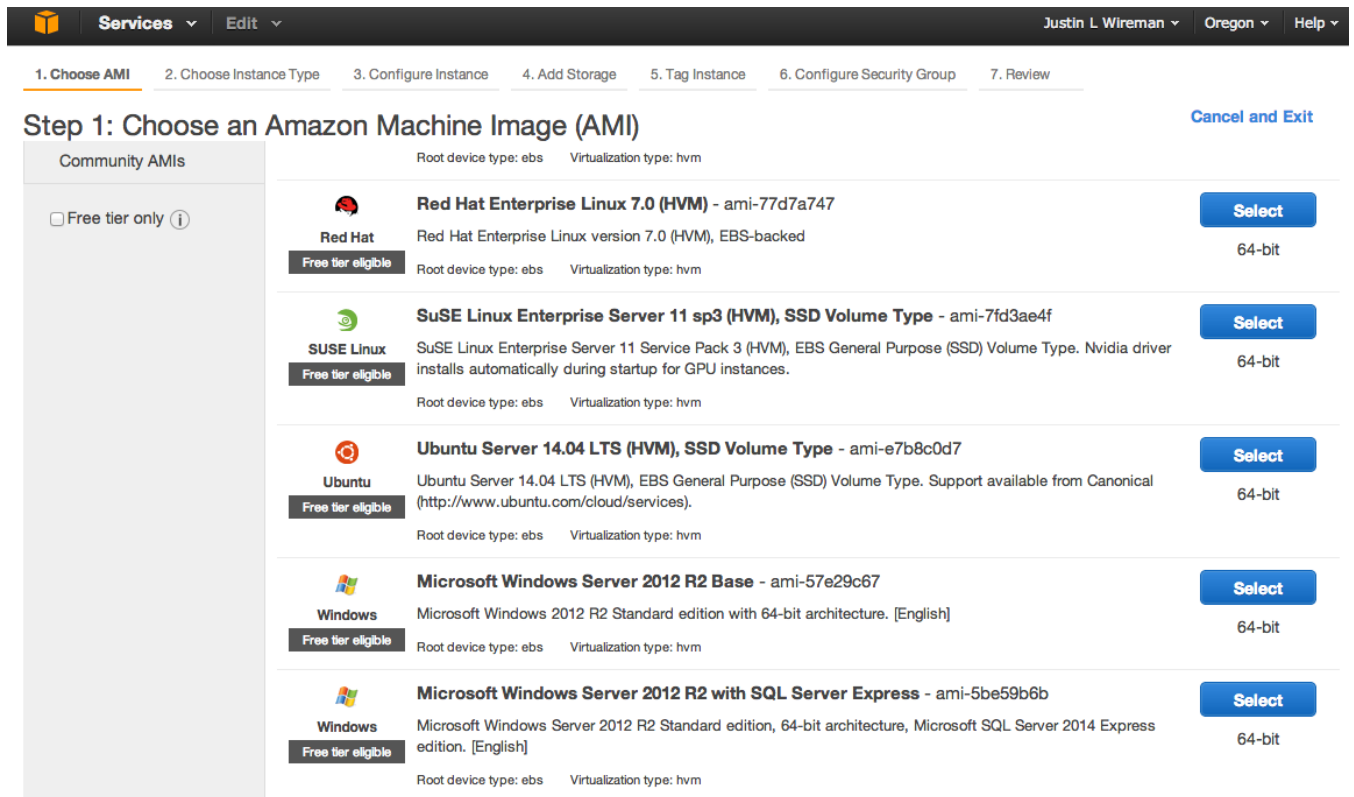 Services Edit Justin L Wireman Oregon Help
1. Choose AMI 2. Choose Instance Type 3. Configure Instance 4. Add Storage 5. Tag Instance 6. Configure Security Group 7. Review
Step 1: Choose an Amazon Machine Image (AMI)
Cancel and Exit
Community AMIs
Free tier only
Root device type: ebs Virtualization type: hvm
Red Hat
Free tier eligible
Red Hat Enterprise Linux 7.0 (HVM) - ami-77d7a747
Red Hat Enterprise Linux version 7.0 (HVM), EBS-backed
Root device type: ebs Virtualization type: hvm
Select
64-bit
SUSE Linux
Free tier eligible
SuSE Linux Enterprise Server 11 sp3 (HVM), SSD Volume Type - ami-7fd3ae4f
SuSE Linux Enterprise Server 11 Service Pack 3 (HVM), EBS General Purpose (SSD) Volume Type. Nvidia driver
installs automatically during startup for GPU instances.
Root device type: ebs Virtualization type: hvm
Select
64-bit
Ubuntu
Free tier eligible
Ubuntu Server 14.04 LTS (HVM), SSD Volume Type - ami-e7b8c0d7
Ubuntu Server 14.04 LTS (HVM), EBS General Purpose (SSD) Volume Type. Support available from Canonical
(http://www.ubuntu.com/cloud/services).
Root device type: ebs Virtualization type: hvm
Select
64-bit
Windows
Free tier eligible
Microsoft Windows Server 2012 R2 Base - ami-57e29c67
Microsoft Windows 2012 R2 Standard edition with 64-bit architecture. [English]
Root device type: ebs Virtualization type: hvm
Select
64-bit
Windows
Free tier eligible
Microsoft Windows Server 2012 R2 with SQL Server Express - ami-5be59b6b
Microsoft Windows Server 2012 R2 Standard edition, 64-bit architecture, Microsoft SQL Server 2014 Express
edition. [English]
Root device type: ebs Virtualization type: hvm
Select
64-bit